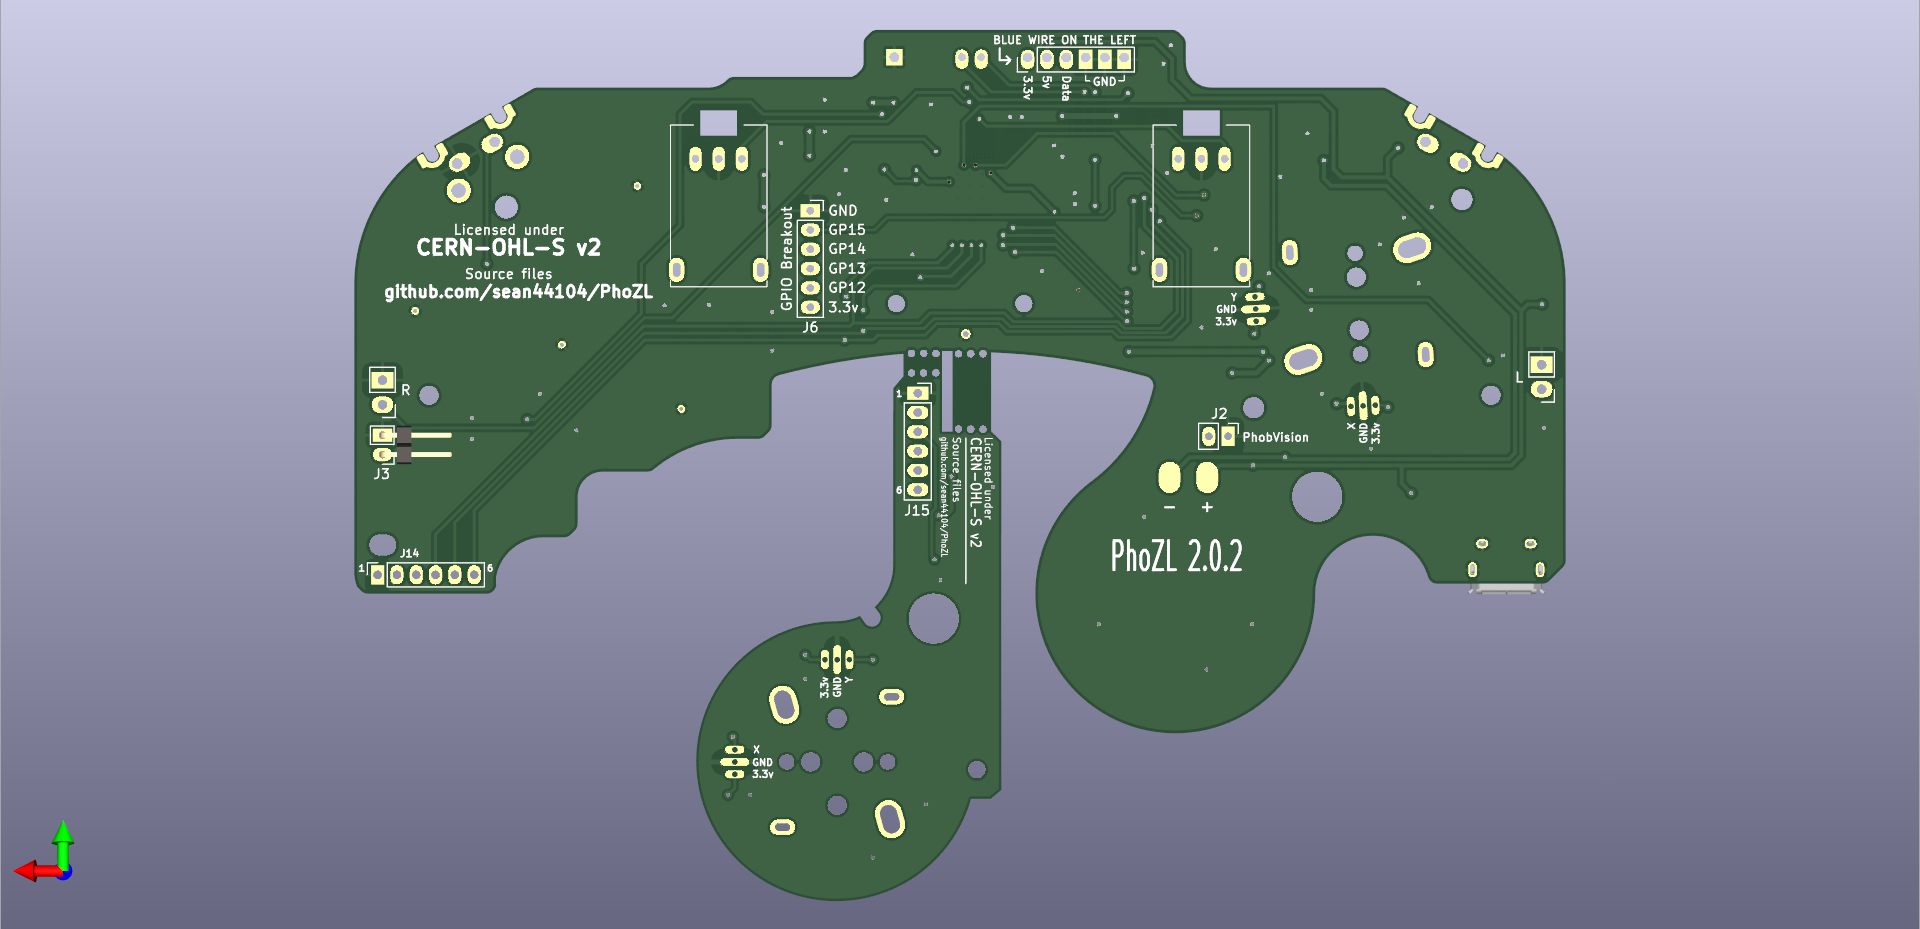 BLUE WIRE ON THE LEFT
3.3v
5v
Data
GND
Licensed under
CERN-OHL-S v2
Source files
github.com/sean44104/PhoZL
GPIO Breakout
GND
GP15
GP14
GP13
GP12
3.3v
J6
Y
GND
3.3v
R
J3
L
X
GND
3.3v
J2
PhobVision
- +
PhoZL 2.0.2
1
6
J15
Licensed under
CERN-OHL-S v2
Source files
github.com/sean44104/PhoZL
J14
1
6
3.3v
GND
Y
X
GND
3.3v